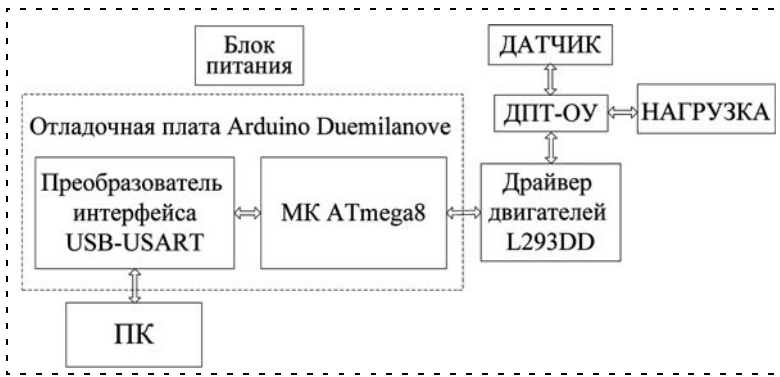 Блок
питания
ДАТЧИК
Отладочная плата Arduino Duemilanove
ДПТ-ОУ
НАГРУЗКА
Преобразователь
интерфейса
USB-USART
МК ATmega8
Драйвер
двигателей
L293DD
ПК